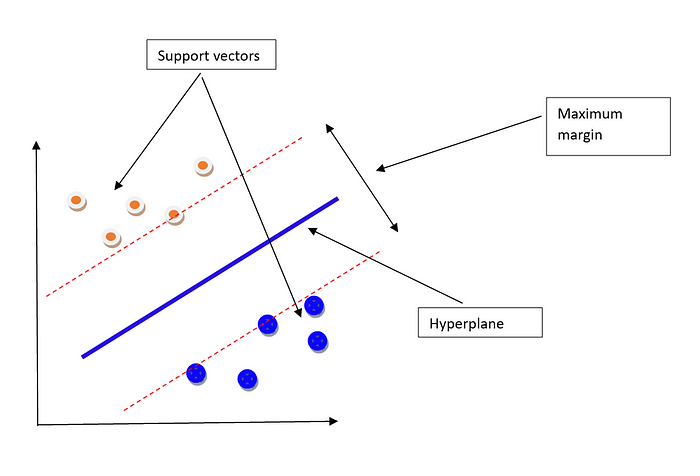 Support vectors
Maximum
margin
Hyperplane